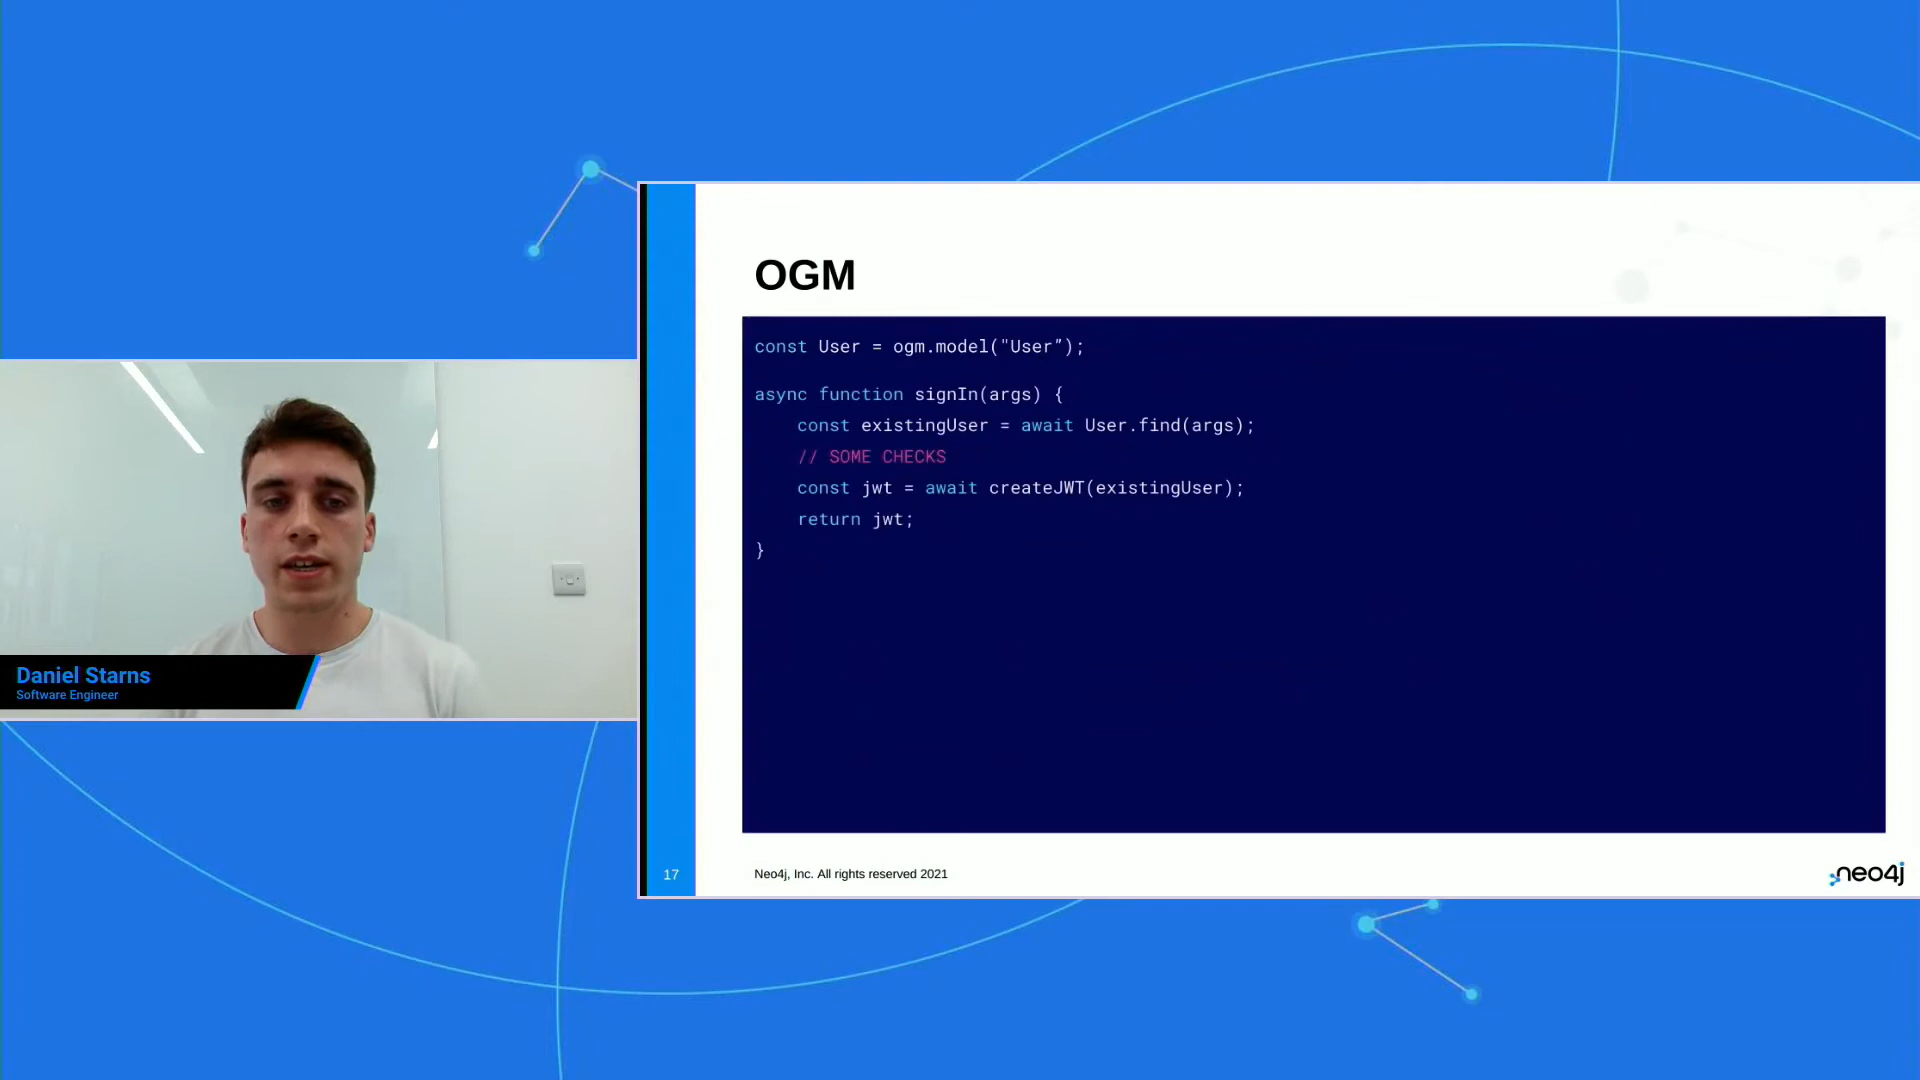 OGM
const User = ogm.model("User”);
async function signIn(args) {
    const existingUser = await User.find(args);
    // SOME CHECKS
    const jwt = await createJWT(existingUser);
    return jwt;
}
Daniel Starns
Software Engineer
17
Neo4j, Inc. All rights reserved 2021
neo4j